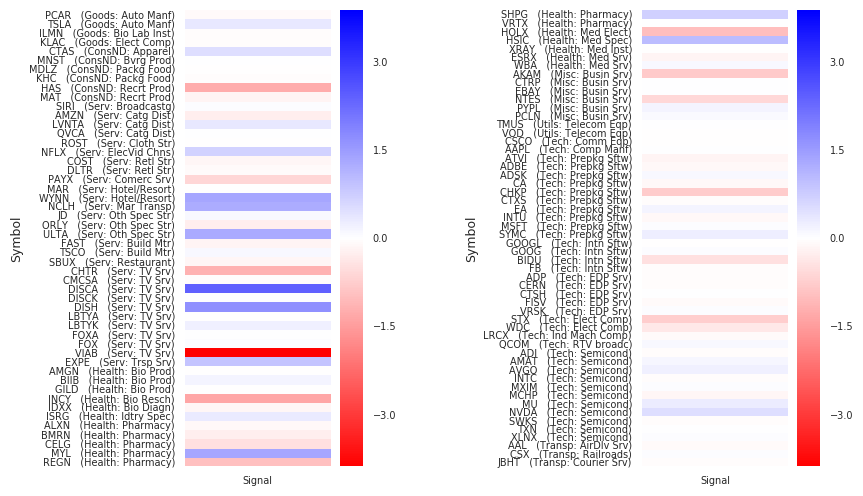 Symbol
PCAR (Goods: Auto Manf)
TSLA (Goods: Auto Manf)
ILMN (Goods: Bio Lab Inst)
KLAC (Goods: Elect Comp)
CTAS (ConsND: Apparel)
MNST (ConsND: Bvrg Prod)
MDLZ (ConsND: Packg Food)
KHC (ConsND: Packg Food)
HAS (ConsND: Recrt Prod)
MAT (ConsND: Recrt Prod)
SIRI (Serv: Broadcastg)
AMZN (Serv: Catg Dist)
LVNTA (Serv: Catg Dist)
QVCA (Serv: Catg Dist)
ROST (Serv: Cloth Str)
NFLX (Serv: ElecVid Chns)
COST (Serv: Retl Str)
DLTR (Serv: Retl Str)
PAYX (Serv: Comerc Srv)
MAR (Serv: Hotel/Resort)
WYNN (Serv: Hotel/Resort)
NCLH (Serv: Mar Transp)
JD (Serv: Oth Spec Str)
ORLY (Serv: Oth Spec Str)
ULTA (Serv: Oth Spec Str)
FAST (Serv: Build Mtr)
TSCO (Serv: Build Mtr)
SBUX (Serv: Restaurant)
CHTR (Serv: TV Srv)
CMCSA (Serv: TV Srv)
DISCA (Serv: TV Srv)
DISCK (Serv: TV Srv)
DISH (Serv: TV Srv)
LBTYA (Serv: TV Srv)
LBTYK (Serv: TV Srv)
FOXA (Serv: TV Srv)
FOX (Serv: TV Srv)
VIAB (Serv: TV Srv)
EXPE (Serv: Trsp Srv)
AMGN (Health: Bio Prod)
BIIB (Health: Bio Prod)
GILD (Health: Bio Prod)
INCY (Health: Bio Resch)
IDXX (Health: Bio Diagn)
ISRG (Health: Idtry Spec)
ALXN (Health: Pharmacy)
BMRN (Health: Pharmacy)
CELG (Health: Pharmacy)
MYL (Health: Pharmacy)
REGN (Health: Pharmacy)
Signal
3.0
1.5
0.0
−1.5
−3.0
Symbol
SHPG (Health: Pharmacy)
VRTX (Health: Pharmacy)
HOLX (Health: Med Elect)
HSIC (Health: Med Spec)
XRAY (Health: Med Inst)
ESRX (Health: Med Srv)
WBA (Health: Med Srv)
AKAM (Misc: Busin Srv)
CTRP (Misc: Busin Srv)
EBAY (Misc: Busin Srv)
NTES (Misc: Busin Srv)
PYPL (Misc: Busin Srv)
PCLN (Misc: Busin Srv)
TMUS (Utils: Telecom Eqp)
VOD (Utils: Telecom Eqp)
CSCO (Tech: Comm Eqp)
AAPL (Tech: Comp Manf)
ATVI (Tech: Prepkg Sftw)
ADBE (Tech: Prepkg Sftw)
ADSK (Tech: Prepkg Sftw)
CA (Tech: Prepkg Sftw)
CHKP (Tech: Prepkg Sftw)
CTXS (Tech: Prepkg Sftw)
EA (Tech: Prepkg Sftw)
INTU (Tech: Prepkg Sftw)
MSFT (Tech: Prepkg Sftw)
SYMC (Tech: Prepkg Sftw)
GOOGL (Tech: Intn Sftw)
GOOG (Tech: Intn Sftw)
BIDU (Tech: Intn Sftw)
FB (Tech: Intn Sftw)
ADP (Tech: EDP Srv)
CERN (Tech: EDP Srv)
CTSH (Tech: EDP Srv)
FISV (Tech: EDP Srv)
VRSK (Tech: EDP Srv)
STX (Tech: Elect Comp)
WDC (Tech: Elect Comp)
LRCX (Tech: Ind Mach Comp)
QCOM (Tech: RTV broadc)
ADI (Tech: Semicond)
AMAT (Tech: Semicond)
AVGO (Tech: Semicond)
INTC (Tech: Semicond)
MXIM (Tech: Semicond)
MCHP (Tech: Semicond)
MU (Tech: Semicond)
NVDA (Tech: Semicond)
SWKS (Tech: Semicond)
TXN (Tech: Semicond)
XLNX (Tech: Semicond)
AAL (Transp: AirDlv Srv)
CSX (Transp: Railroads)
JBHT (Transp: Courier Srv)
Signal
3.0
1.5
0.0
−1.5
−3.0